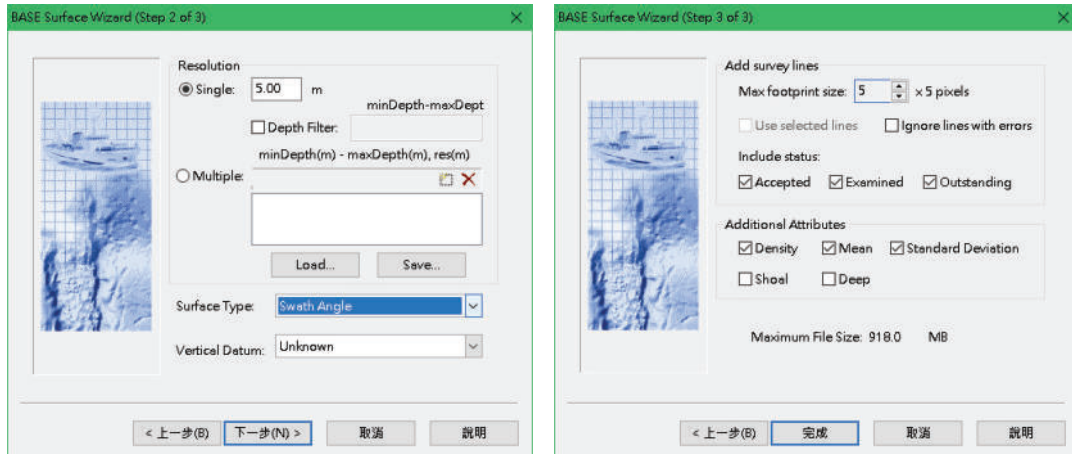 BASE Surface Wizard (Step 2 of 3)
Resolution
Single: 5.00 m
minDepth-maxDept
Depth Filter:
minDepth(m) - maxDepth(m), res(m)
Multiple:
Load... Save...
Surface Type: Swath Angle
Vertical Datum: Unknown
< 上一步(B) 下一步(N) > 取消 說明
BASE Surface Wizard (Step 3 of 3)
Add survey lines
Max footprint size: 5 x 5 pixels
Use selected lines Ignore lines with errors
Include status:
Accepted Examined Outstanding
Additional Attributes
Density Mean Standard Deviation
Shoal Deep
Maximum File Size: 918.0 MB
< 上一步(B) 完成 取消 說明